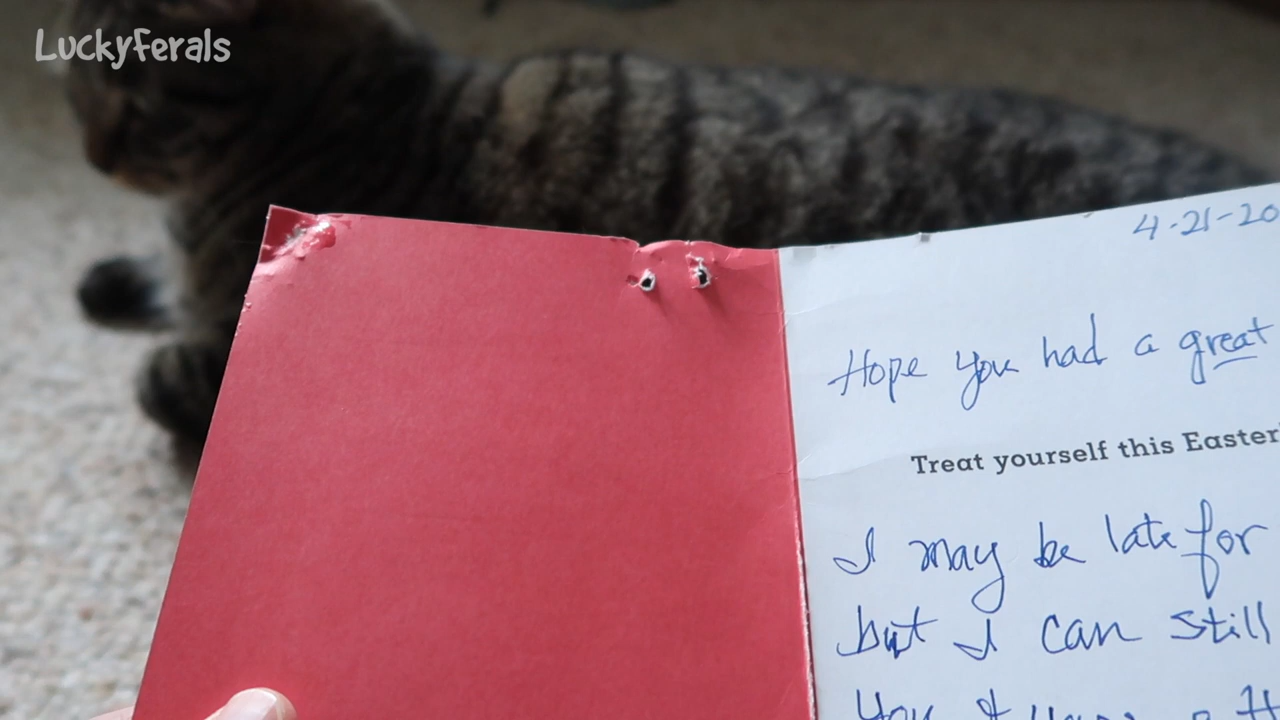 LuckyFerals
4-21-20
Hope you had a great
Treat yourself this Easter
I may be late for
but I can still
you